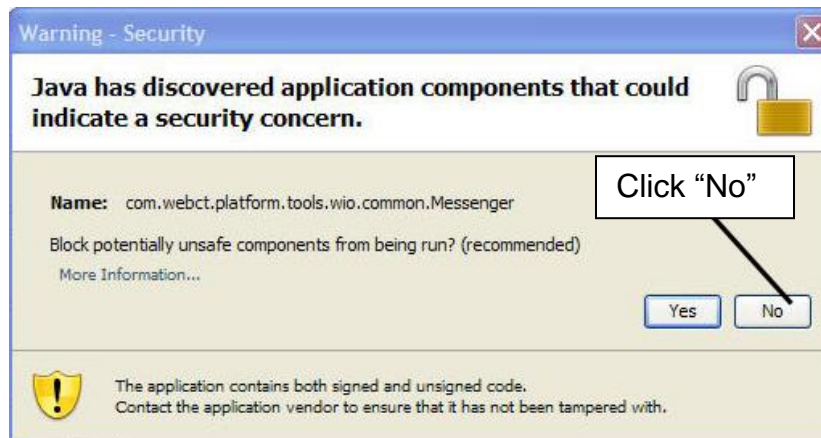 Warning - Security
Java has discovered application components that could
indicate a security concern.
Click “No”
Name: com.webct.platform.tools.wio.common.Messenger
Block potentially unsafe components from being run? (recommended)
More Information...
Yes No
The application contains both signed and unsigned code.
Contact the application vendor to ensure that it has not been tampered with.